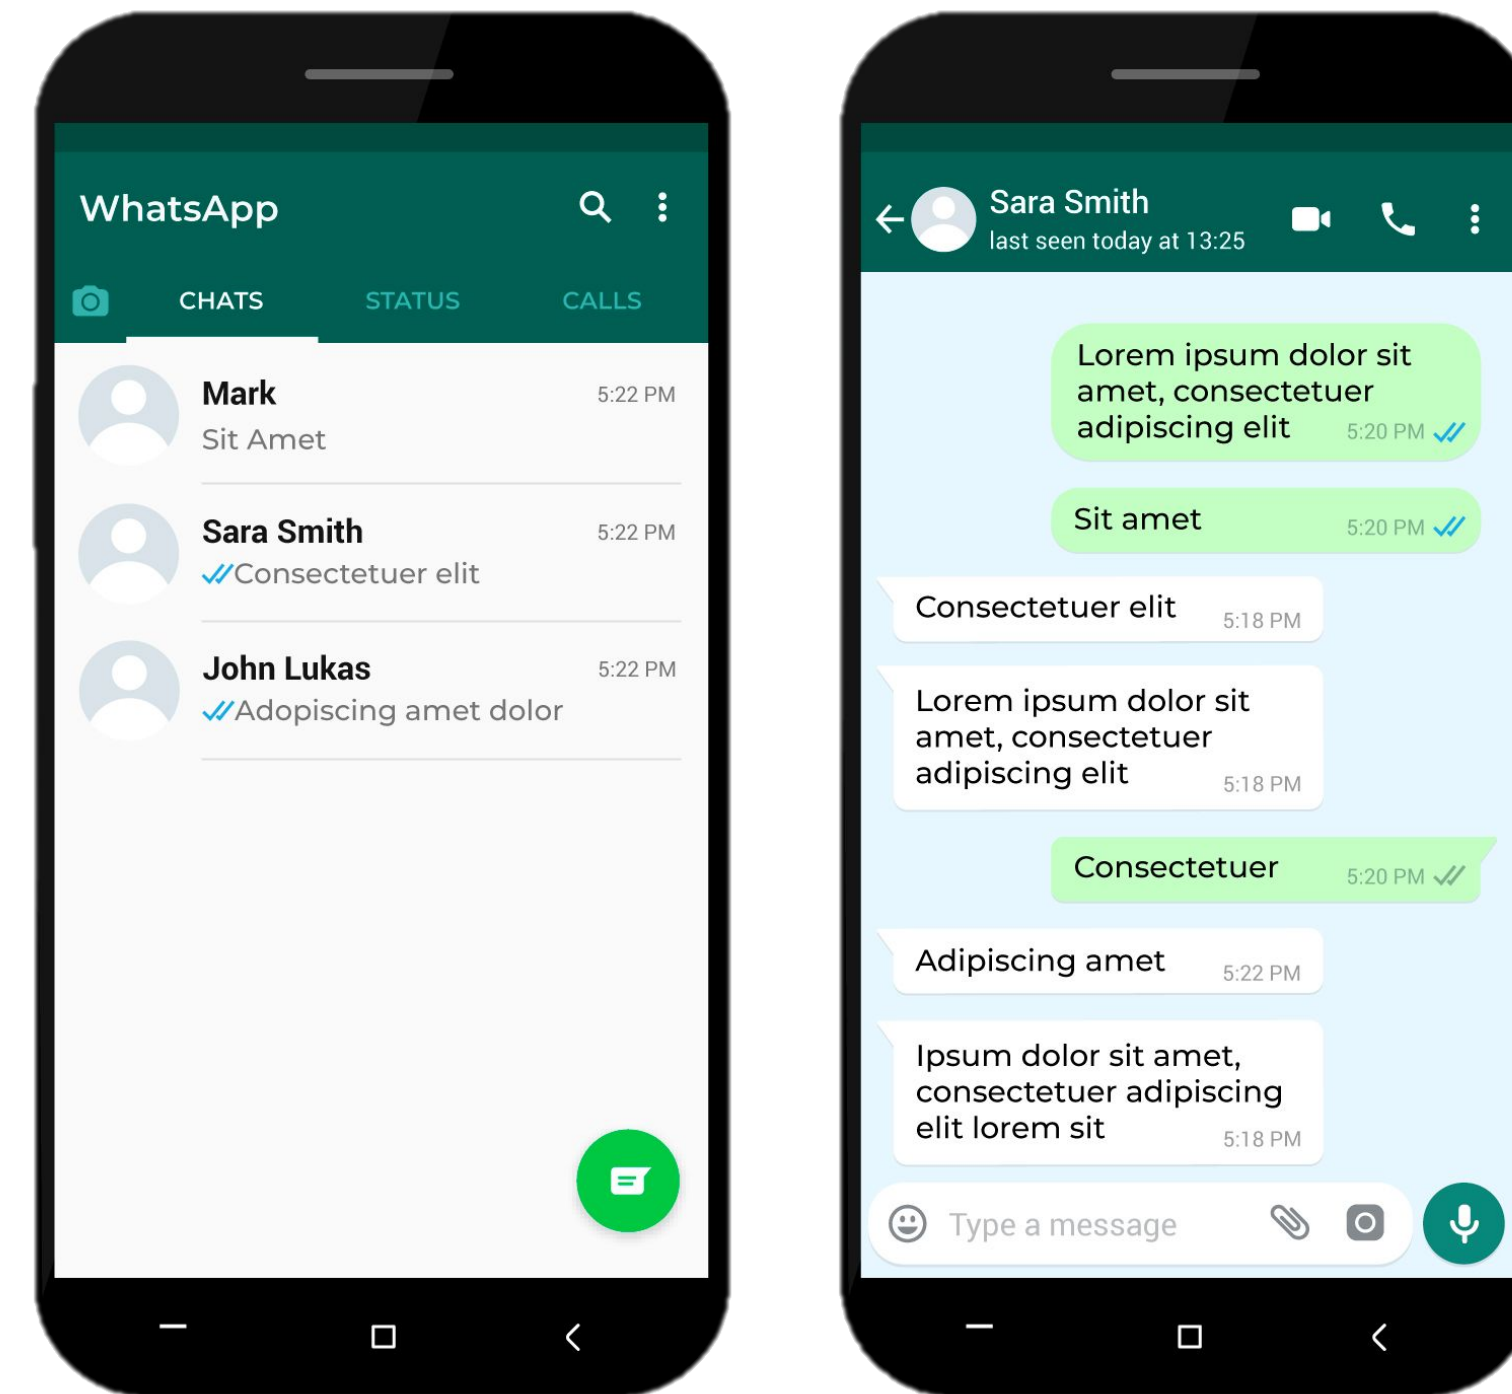 WhatsApp
CHATS STATUS CALLS
Mark 5:22 PM
Sit Amet
Sara Smith 5:22 PM
Consectetuer elit
John Lukas 5:22 PM
Adopiscing amet dolor
Sara Smith
last seen today at 13:25
Lorem ipsum dolor sit
amet, consectetuer
adipiscing elit 5:20 PM
Sit amet 5:20 PM
Consectetuer elit 5:18 PM
Lorem ipsum dolor sit
amet, consectetuer
adipiscing elit 5:18 PM
Consectetuer 5:20 PM
Adipiscing amet 5:22 PM
Ipsum dolor sit amet,
consectetuer adipiscing
elit lorem sit 5:18 PM
Type a message